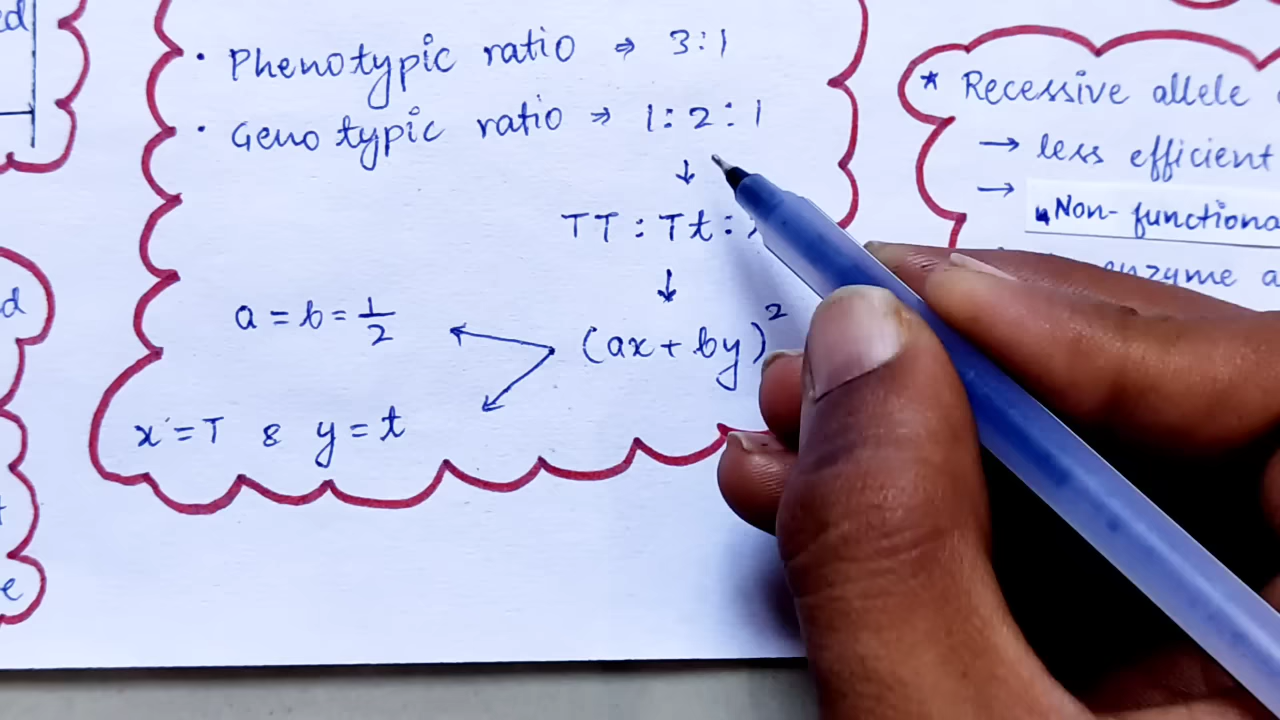 · Phenotypic ratio ⇒ 3:1
· Genotypic ratio ⇒ 1:2:1
↓
TT : Tt :
↓
(ax + by)²
a = b = 1/2
x = T & y = t
* Recessive allele
→ less efficient
→ Non-functiona
enzyme a